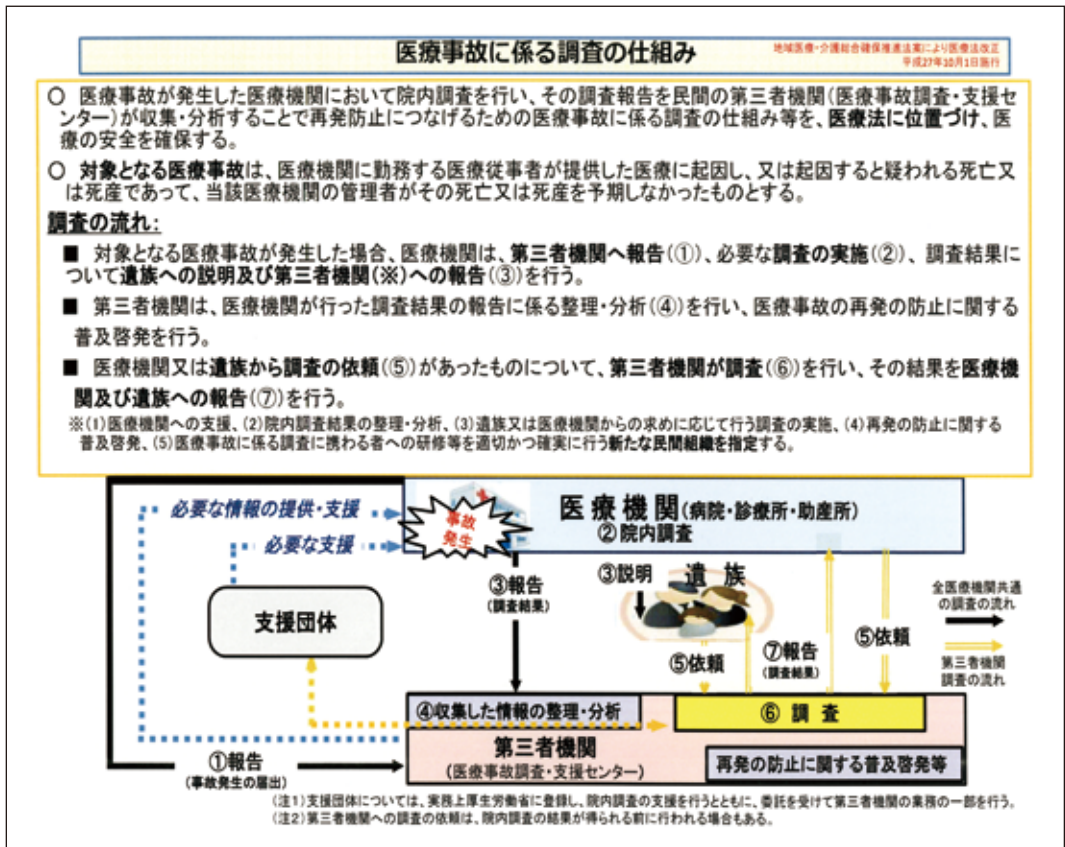 医療事故に係る調査の仕組み
地域医療・介護総合確保推進法案により医療法改正
平成27年10月1日施行
○ 医療事故が発生した医療機関において院内調査を行い、その調査報告を民間の第三者機関(医療事故調査・支援セ
ンター)が収集・分析することで再発防止につなげるための医療事故に係る調査の仕組み等を、医療法に位置づけ、医
療の安全を確保する。
○ 対象となる医療事故は、医療機関に勤務する医療従事者が提供した医療に起因し、又は起因すると疑われる死亡又
は死産であって、当該医療機関の管理者がその死亡又は死産を予期しなかったものとする。
調査の流れ:
■ 対象となる医療事故が発生した場合、医療機関は、第三者機関へ報告(①)、必要な調査の実施(②)、調査結果に
ついて遺族への説明及び第三者機関(※)への報告(③)を行う。
■ 第三者機関は、医療機関が行った調査結果の報告に係る整理・分析(④)を行い、医療事故の再発の防止に関する
普及啓発を行う。
■ 医療機関又は遺族から調査の依頼(⑤)があったものについて、第三者機関が調査(⑥)を行い、その結果を医療機
関及び遺族への報告(⑦)を行う。
※(1)医療機関への支援、(2)院内調査結果の整理・分析、(3)遺族又は医療機関からの求めに応じて行う調査の実施、(4)再発の防止に関する
普及啓発、(5)医療事故に係る調査に携わる者への研修等を適切かつ確実に行う新たな民間組織を指定する。
必要な情報の提供・支援
必要な支援
事故
発生
医療機関(病院・診療所・助産所)
②院内調査
支援団体
③報告
(調査結果)
③説明
遺族
⑤依頼
⑦報告
(調査結果)
⑤依頼
全医療機関共通
の調査の流れ
第三者機関
調査の流れ
④収集した情報の整理・分析
⑥ 調 査
第三者機関
(医療事故調査・支援センター)
再発の防止に関する普及啓発等
①報告
(事故発生の届出)
(注1)支援団体については、実務上厚生労働省に登録し、院内調査の支援を行うとともに、委託を受けて第三者機関の業務の一部を行う。
(注2)第三者機関への調査の依頼は、院内調査の結果が得られる前に行われる場合もある。